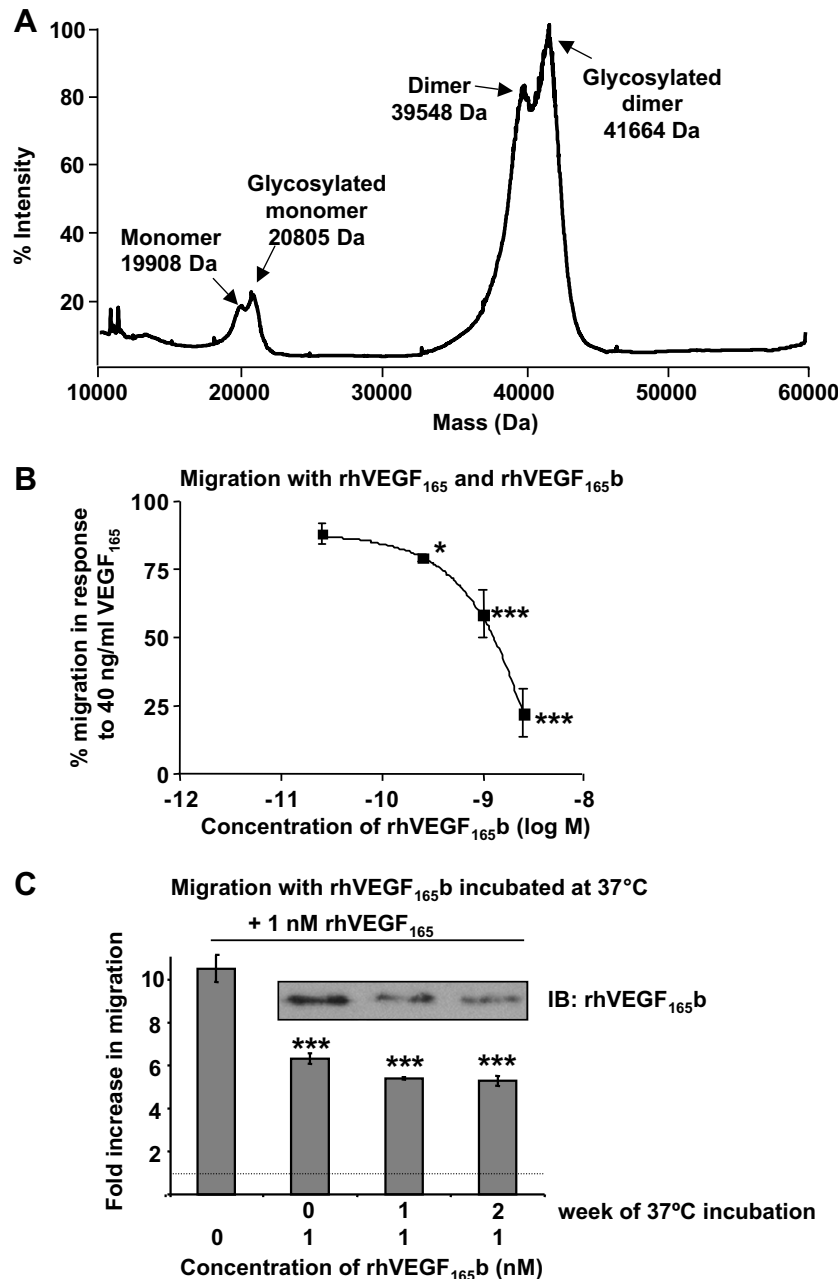 A
100
80
60
40
20
% Intensity
Monomer
19908 Da
Glycosylated
monomer
20805 Da
Dimer
39548 Da
Glycosylated
dimer
41664 Da
10000 20000 30000 40000 50000 60000
Mass (Da)
B
Migration with rhVEGF₁₆₅ and rhVEGF₁₆₅b
% migration in response
to 40 ng/ml VEGF₁₆₅
100
75
50
25
0
*
***
***
-12 -11 -10 -9 -8
Concentration of rhVEGF₁₆₅b (log M)
C
Migration with rhVEGF₁₆₅b incubated at 37°C
+ 1 nM rhVEGF₁₆₅
Fold increase in migration
10
8
6
4
2
IB: rhVEGF₁₆₅b
*** *** ***
0 1 2 week of 37ºC incubation
0 1 1 1
Concentration of rhVEGF₁₆₅b (nM)